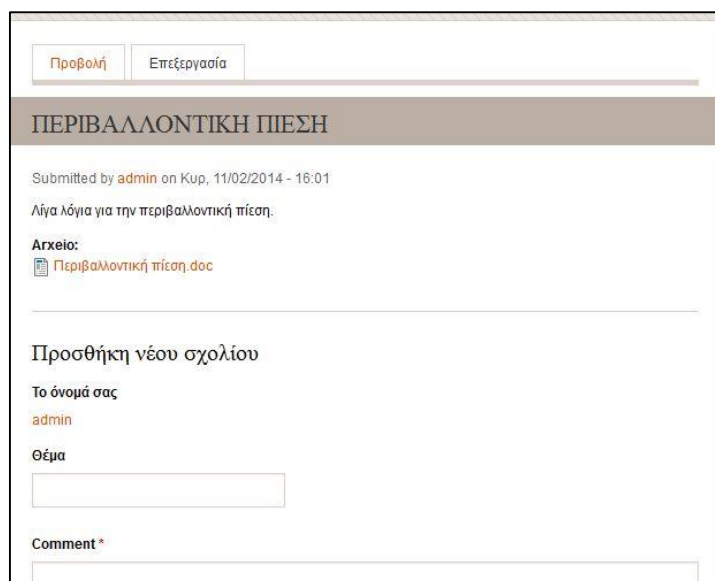 Προβολή Επεξεργασία
ΠΕΡΙΒΑΛΛΟΝΤΙΚΗ ΠΙΕΣΗ
Submitted by admin on Κυρ, 11/02/2014 - 16:01
Λίγα λόγια για την περιβαλλοντική πίεση.
Arxeio:
Περιβαλλοντική πίεση.doc
Προσθήκη νέου σχολίου
Το όνομά σας
admin
Θέμα
Comment *